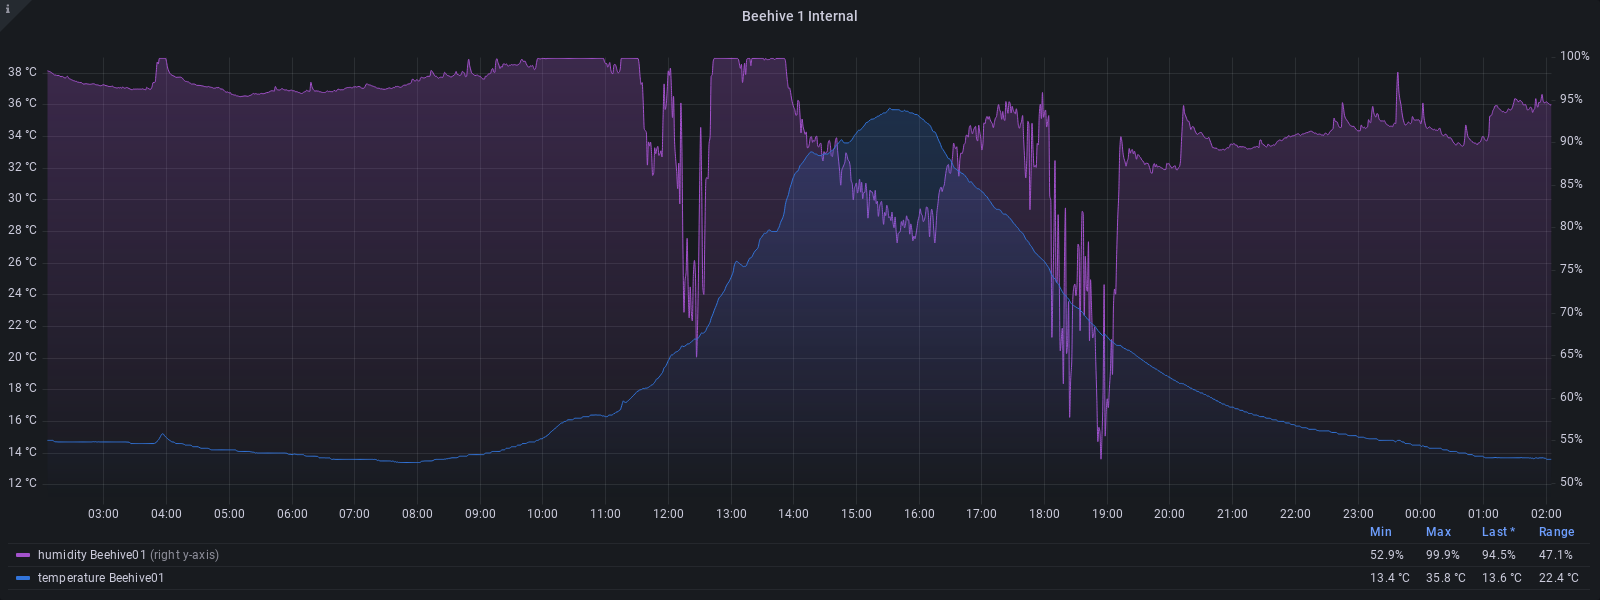 i
Beehive 1 Internal
38 °C
36 °C
34 °C
32 °C
30 °C
28 °C
26 °C
24 °C
22 °C
20 °C
18 °C
16 °C
14 °C
12 °C
100%
95%
90%
85%
80%
75%
70%
65%
60%
55%
50%
03:00 04:00 05:00 06:00 07:00 08:00 09:00 10:00 11:00 12:00 13:00 14:00 15:00 16:00 17:00 18:00 19:00 20:00 21:00 22:00 23:00 00:00 01:00 02:00
Min Max Last * Range
humidity Beehive01 (right y-axis) 52.9% 99.9% 94.5% 47.1%
temperature Beehive01 13.4 °C 35.8 °C 13.6 °C 22.4 °C